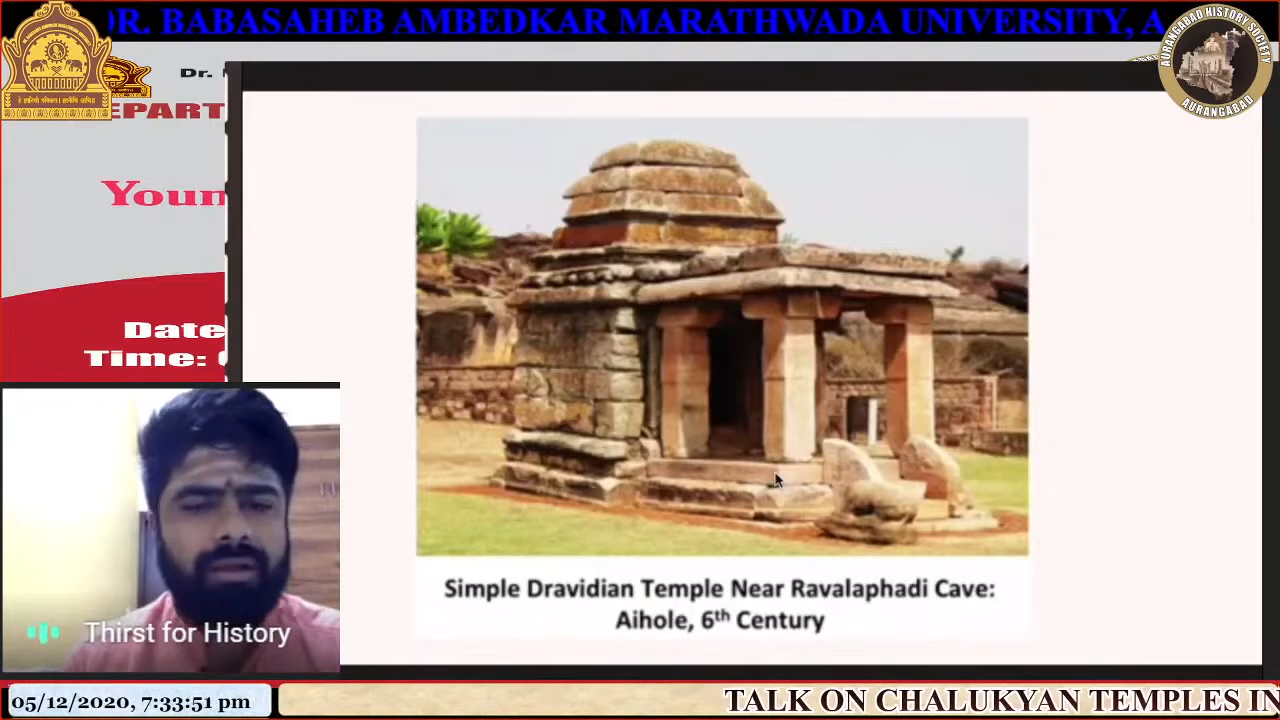 DR. BABASAHEB AMBEDKAR MARATHWADA UNIVERSITY, A
AURANGABAD HISTORY SOCIETY
AURANGABAD
Dr.
EPART
Youn
Date
Time:
Simple Dravidian Temple Near Ravalaphadi Cave:
Aihole, 6th Century
Thirst for History
05/12/2020, 7:33:51 pm
TALK ON CHALUKYAN TEMPLES IN